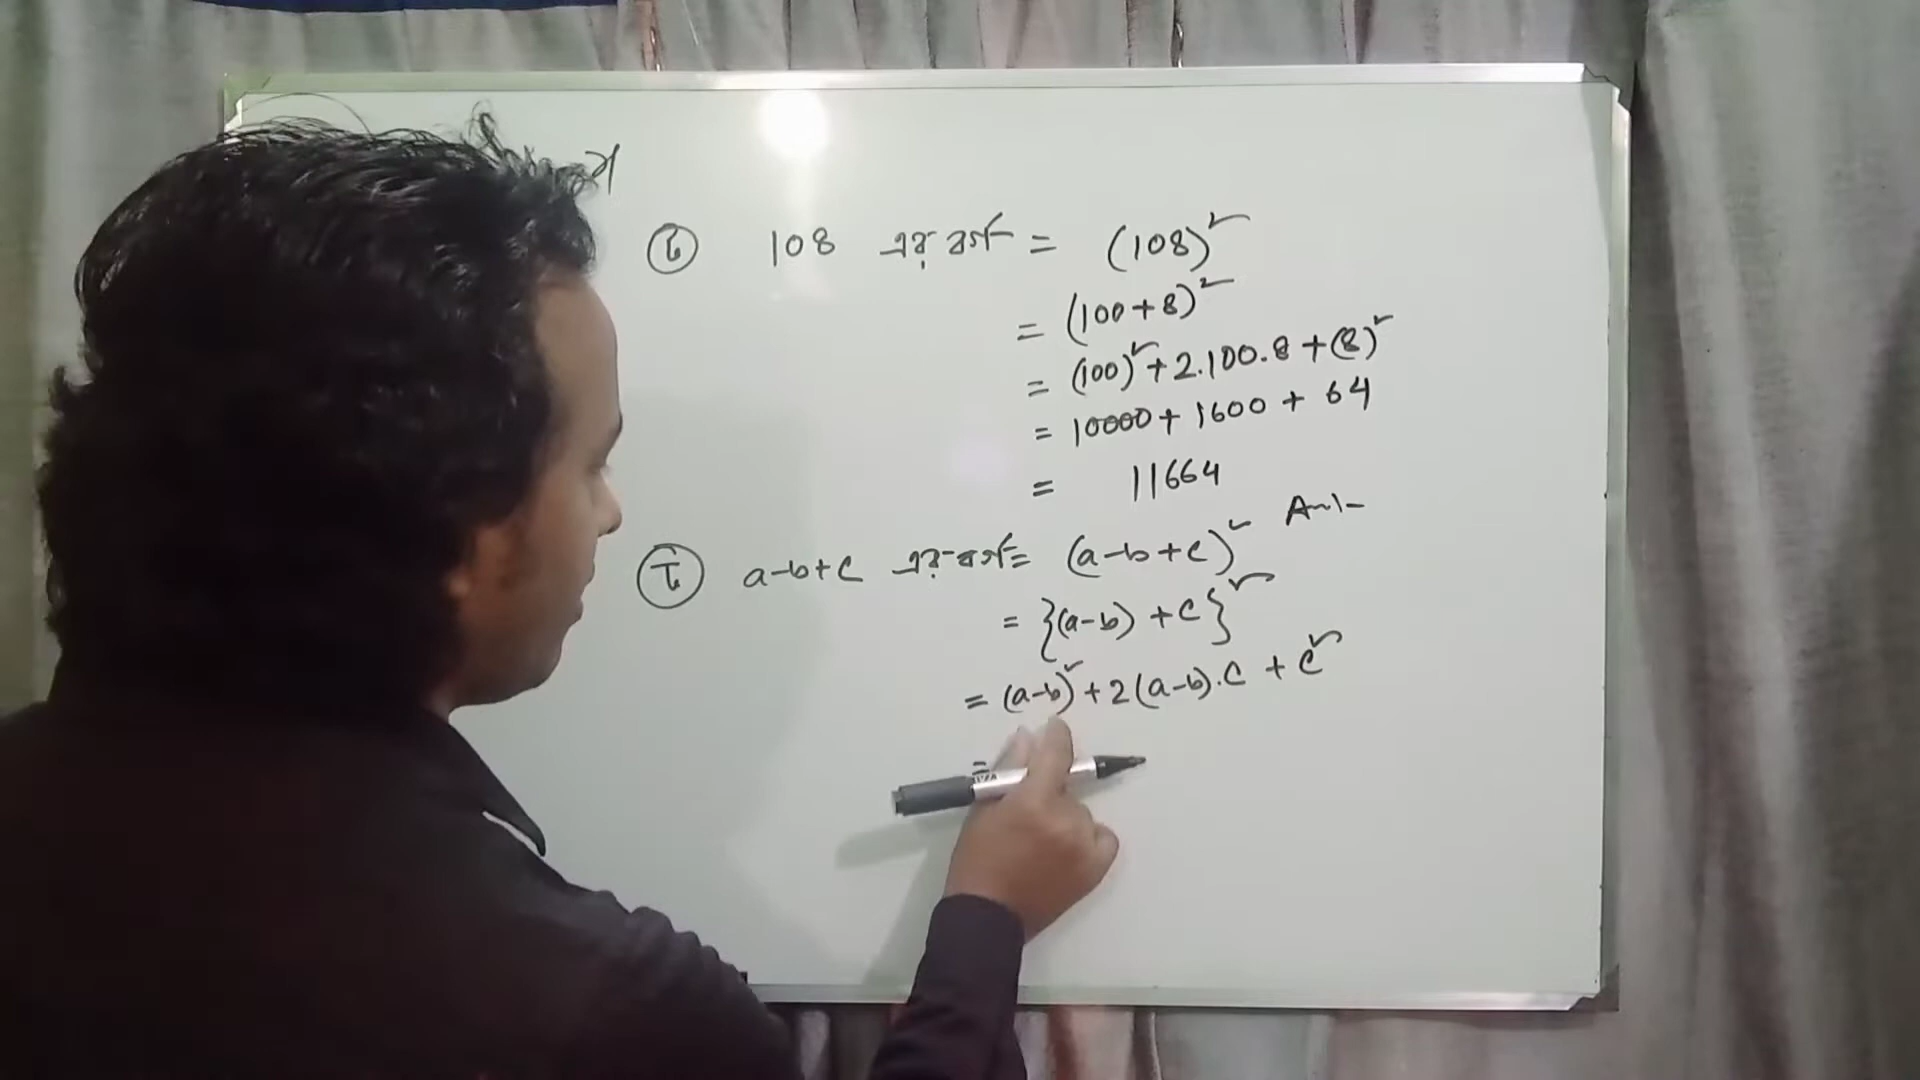 108 এর বর্গ = (108)²
= (100+8)²
= (100)²+2.100.8+(8)²
= 10000+1600+64
= 11664
Ans
a-b+c এর বর্গ= (a-b+c)²
= {(a-b)+c}²
= (a-b)²+2(a-b).c+c²
=